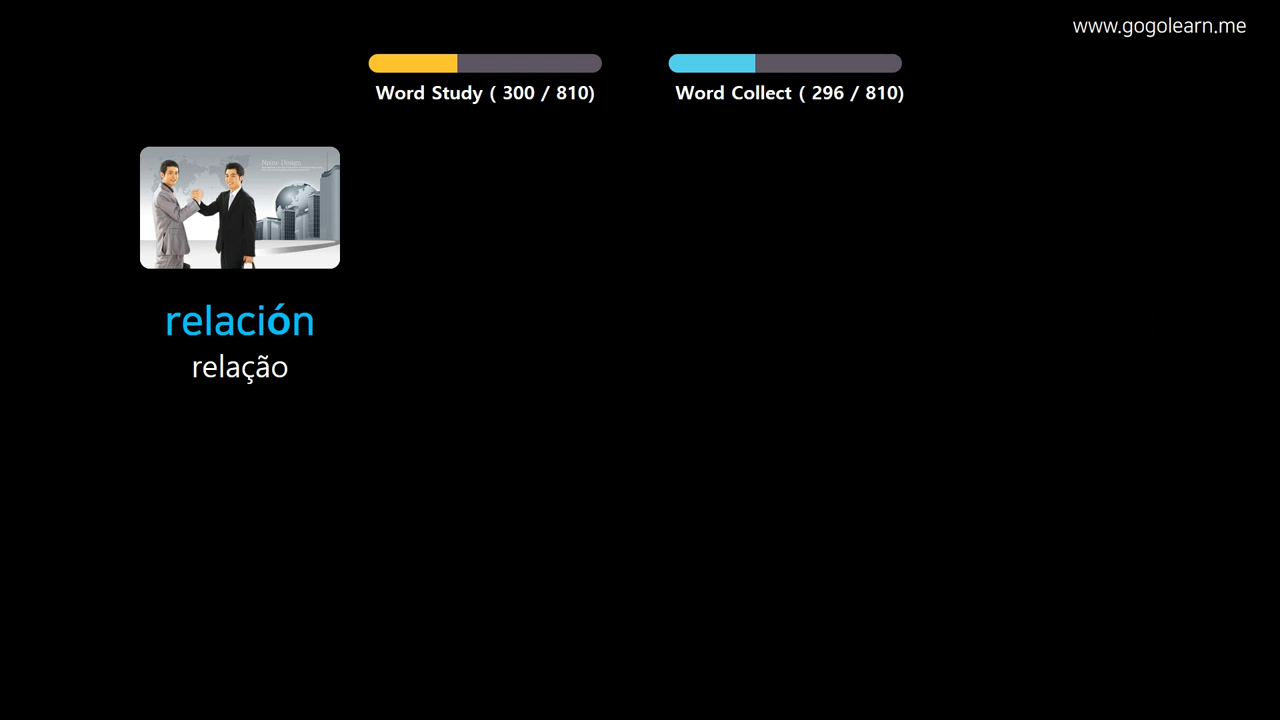 www.gogolearn.me
Word Study ( 300 / 810)
Word Collect ( 296 / 810)
relación
relação